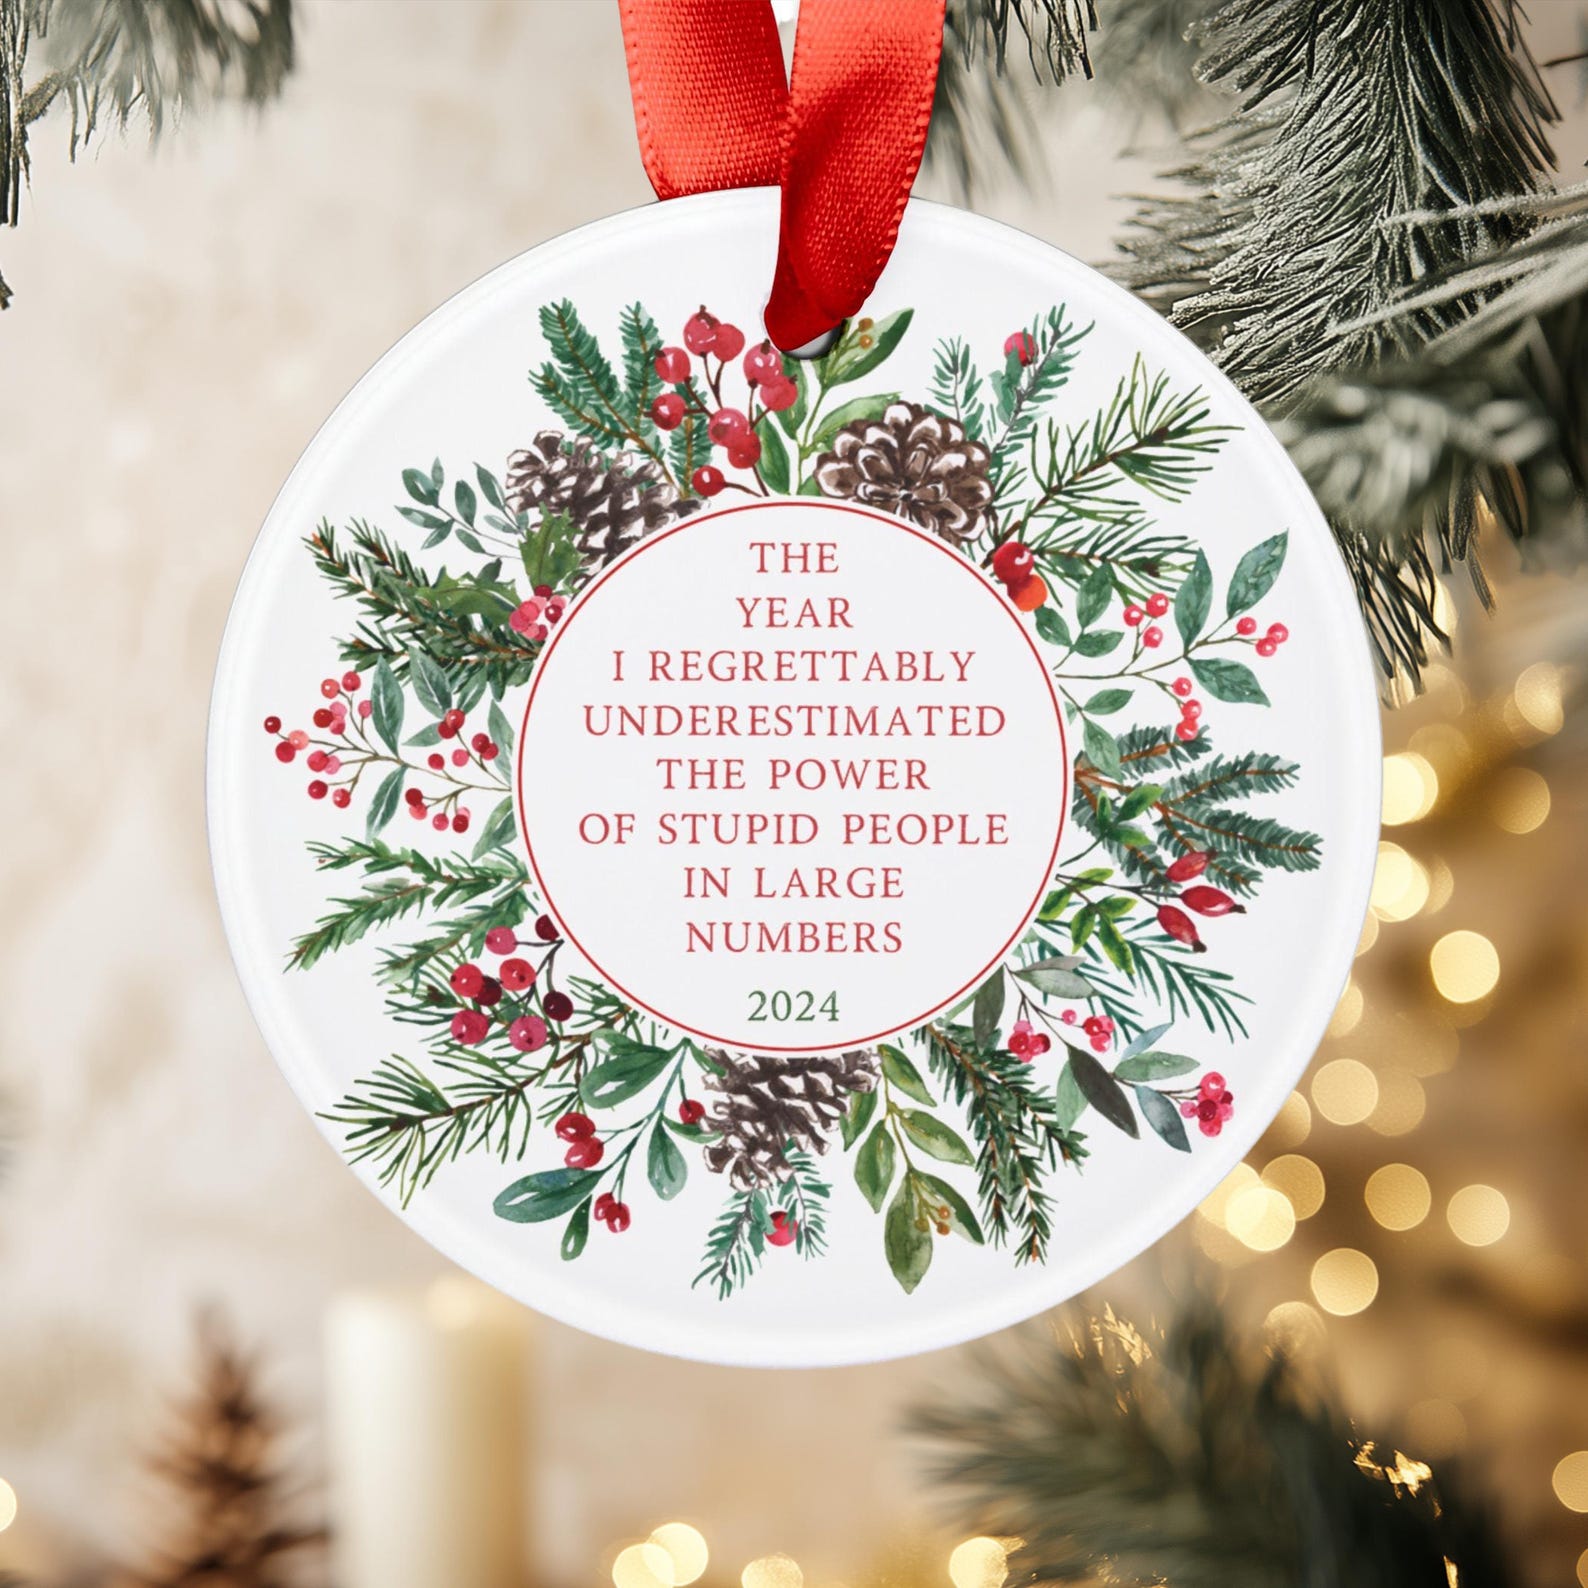 THE
YEAR
I REGRETTABLY
UNDERESTIMATED
THE POWER
OF STUPID PEOPLE
IN LARGE
NUMBERS
2024